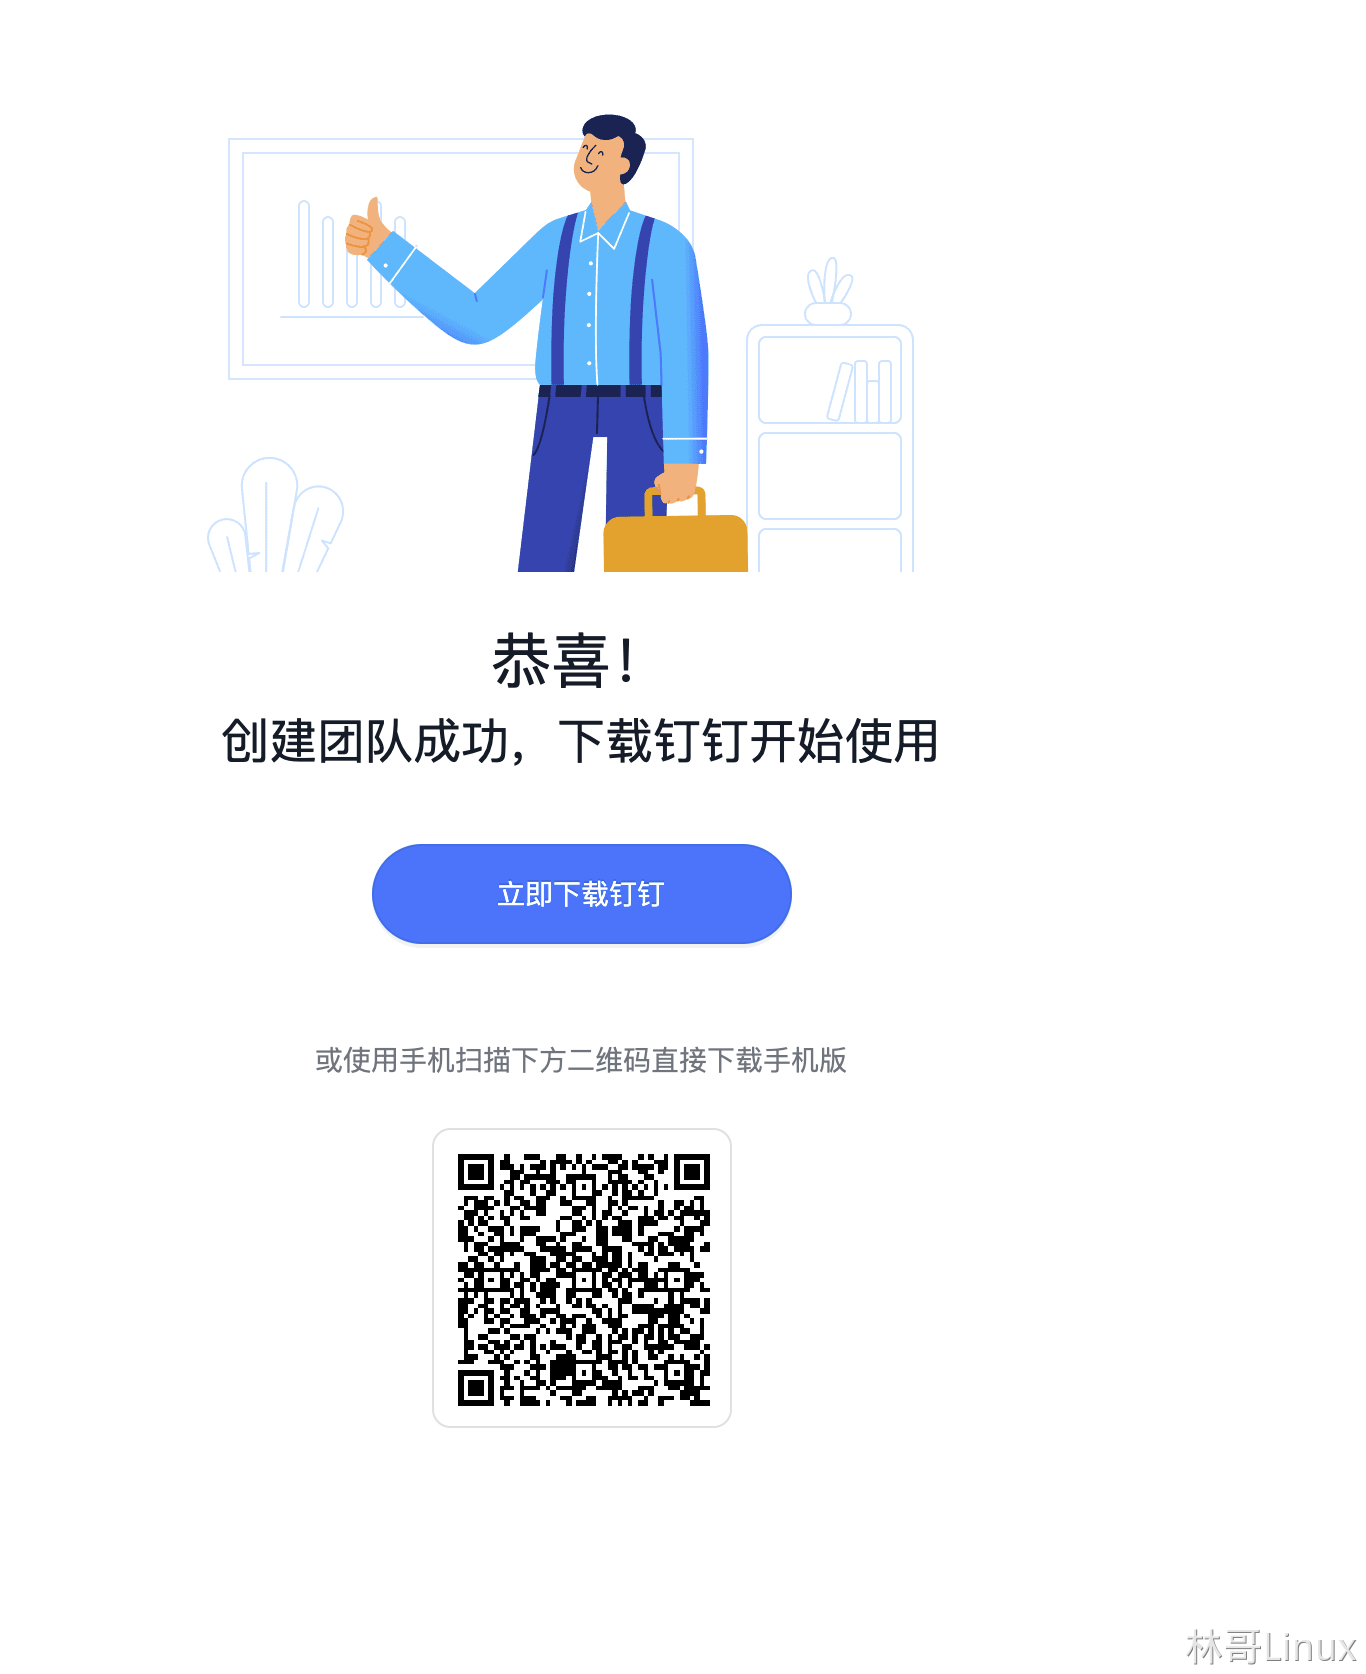 恭喜！
创建团队成功，下载钉钉开始使用
立即下载钉钉
或使用手机扫描下方二维码直接下载手机版
林哥Linux